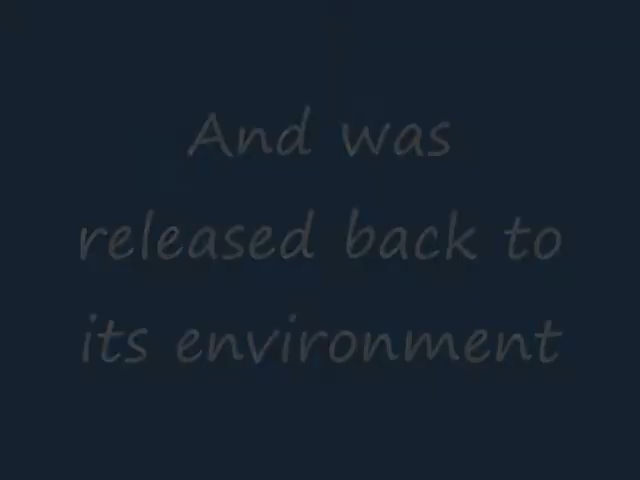 And was
released back to
its environment